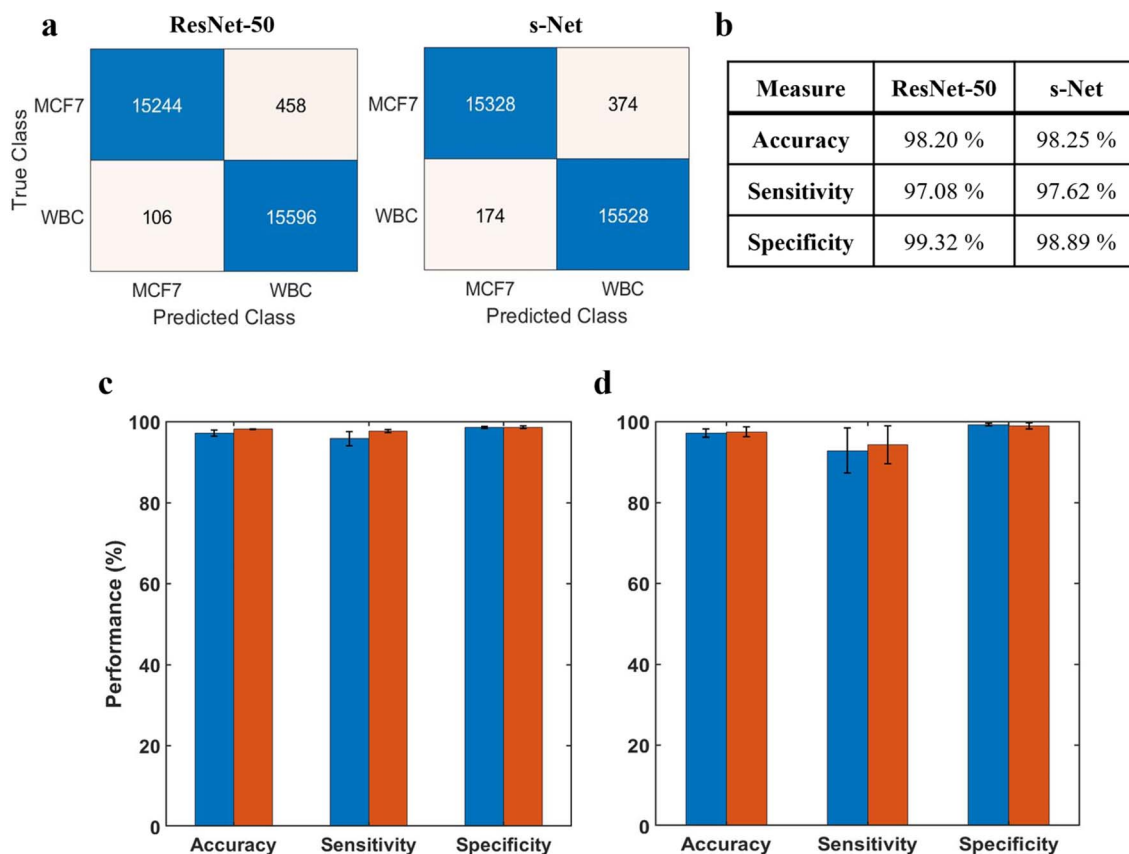 a
ResNet-50
s-Net
b
True Class
MCF7
15244
458
WBC
106
15596
MCF7
WBC
Predicted Class
MCF7
15328
374
WBC
174
15528
MCF7
WBC
Predicted Class
Measure ResNet-50 s-Net
Accuracy 98.20 % 98.25 %
Sensitivity 97.08 % 97.62 %
Specificity 99.32 % 98.89 %
c
Performance (%)
100
80
60
40
20
0
Accuracy Sensitivity Specificity
d
100
80
60
40
20
0
Accuracy Sensitivity Specificity